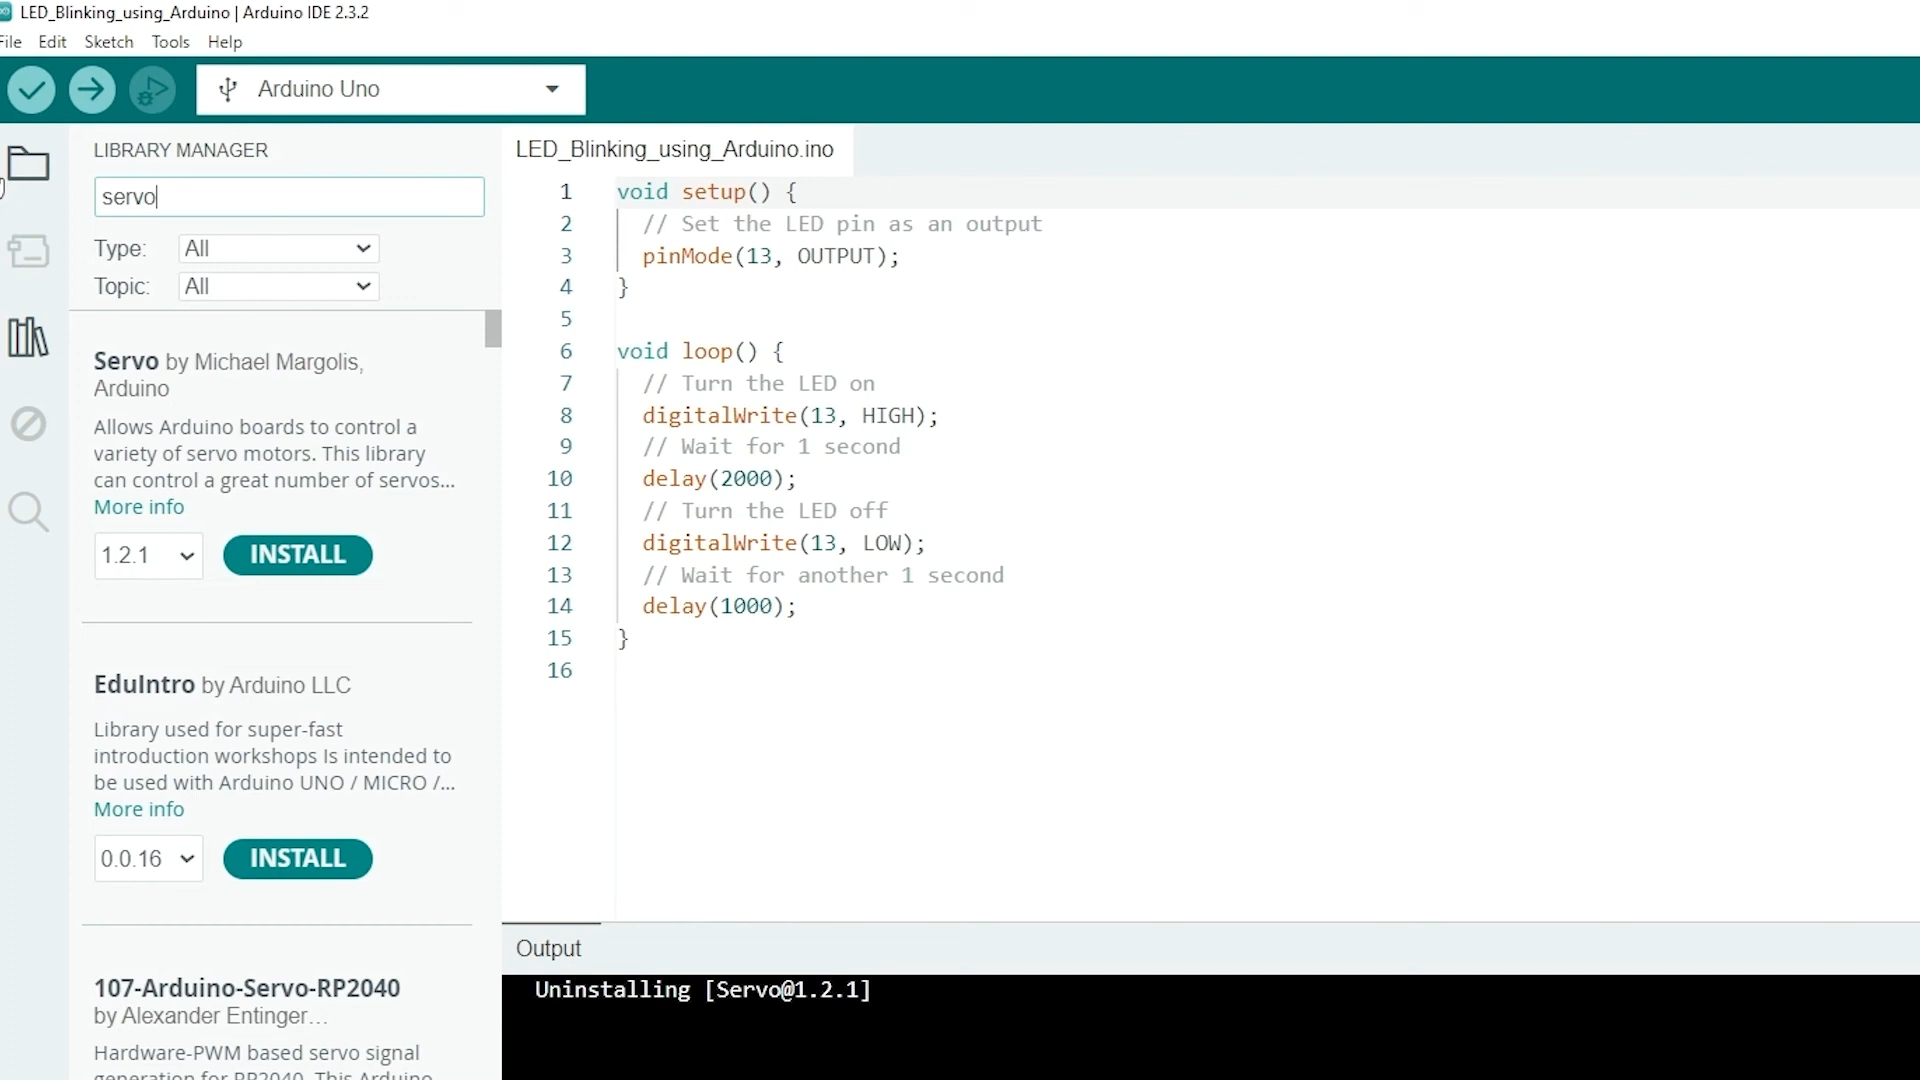 LED_Blinking_using_Arduino | Arduino IDE 2.3.2
File Edit Sketch Tools Help
Arduino Uno
LIBRARY MANAGER
servo
Type: All
Topic: All
Servo by Michael Margolis,
Arduino
Allows Arduino boards to control a
variety of servo motors. This library
can control a great number of servos...
More info
1.2.1 INSTALL
EduIntro by Arduino LLC
Library used for super-fast
introduction workshops Is intended to
be used with Arduino UNO / MICRO /...
More info
0.0.16 INSTALL
107-Arduino-Servo-RP2040
by Alexander Entinger...
Hardware-PWM based servo signal
generation for RP2040. This Arduino
LED_Blinking_using_Arduino.ino
1 void setup() {
2 // Set the LED pin as an output
3 pinMode(13, OUTPUT);
4 }
5
6 void loop() {
7 // Turn the LED on
8 digitalWrite(13, HIGH);
9 // Wait for 1 second
10 delay(2000);
11 // Turn the LED off
12 digitalWrite(13, LOW);
13 // Wait for another 1 second
14 delay(1000);
15 }
16
Output
Uninstalling [Servo@1.2.1]